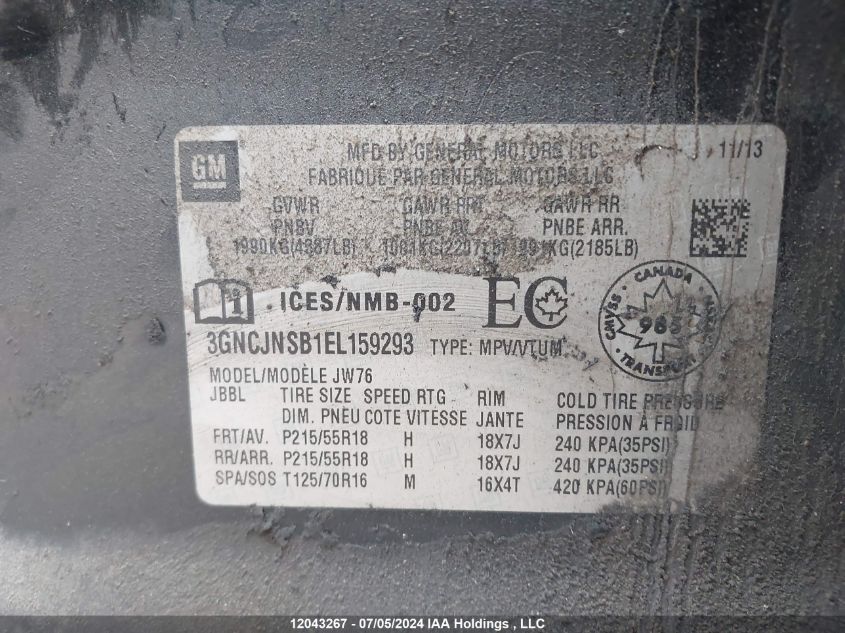 GM
MFD BY GENERAL MOTORS LLC 11/13
FABRIQUE PAR GENERAL MOTORS LLC
GVWR GAWR FRT GAWR RR
PNBV PNBE AV. PNBE ARR.
1990KG(4387LB) 1001KG(2207LB) 991KG(2185LB)
i ICES/NMB-002 EC
CANADA
CMVSS
TRANSPORT
3GNCJNSB1EL159293 TYPE: MPV/VTUM
MODEL/MODÈLE JW76
JBBL TIRE SIZE SPEED RTG RIM COLD TIRE PRESSURE
DIM. PNEU COTE VITESSE JANTE PRESSION À FROID
FRT/AV. P215/55R18 H 18X7J 240 KPA(35PSI)
RR/ARR. P215/55R18 H 18X7J 240 KPA(35PSI)
SPA/SOS T125/70R16 M 16X4T 420 KPA(60PSI)
12043267 - 07/05/2024 IAA Holdings , LLC